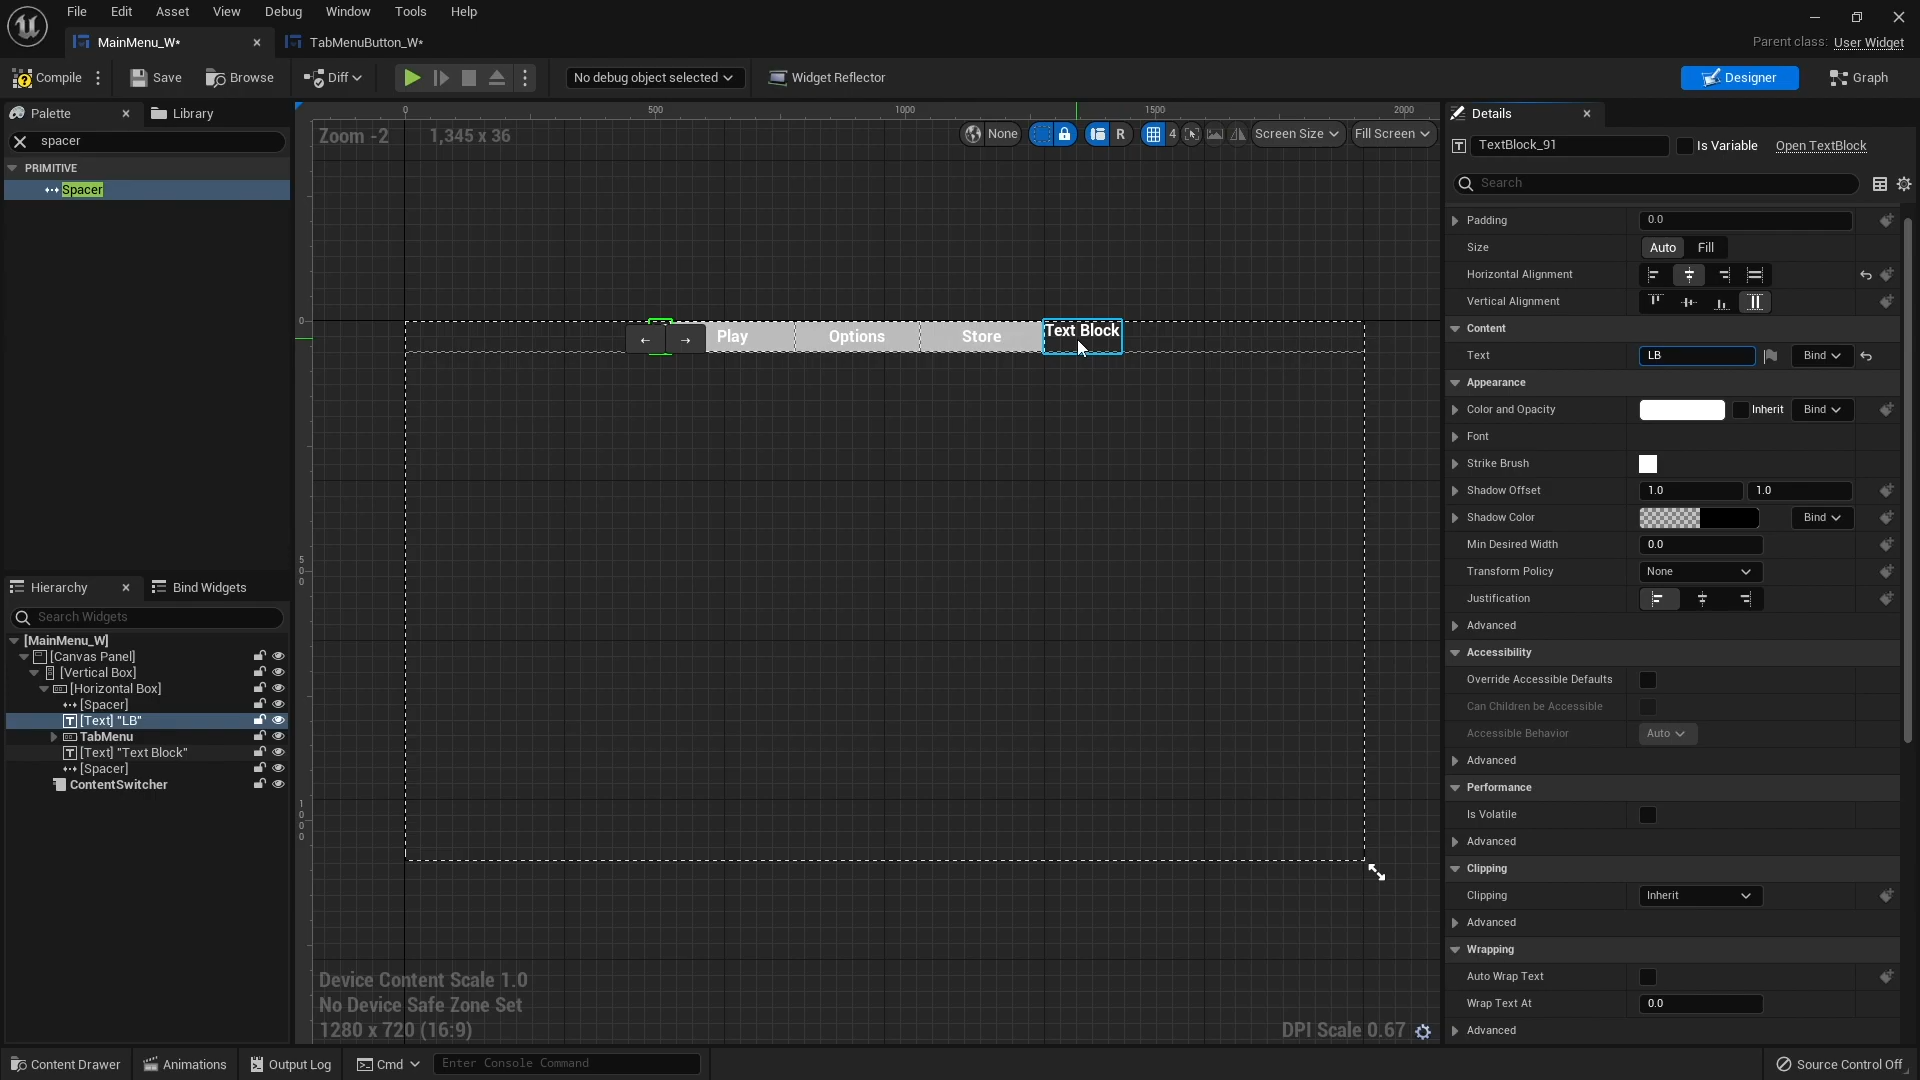 File Edit Asset View Debug Window Tools Help
MainMenu_W* TabMenuButton_W*
Parent class: User Widget
Compile Save Browse Diff No debug object selected Widget Reflector Designer Graph
Palette Library
spacer
PRIMITIVE
Spacer
0 500 1000 1500 2000
Zoom -2 1,345 x 36
None R 4 Screen Size Fill Screen
0
500
1000
← → Play Options Store Text Block
Device Content Scale 1.0
No Device Safe Zone Set
1280 x 720 (16:9)
DPI Scale 0.67
Hierarchy Bind Widgets
Search Widgets
[MainMenu_W]
[Canvas Panel]
[Vertical Box]
[Horizontal Box]
[Spacer]
[Text] "LB"
TabMenu
[Text] "Text Block"
[Spacer]
ContentSwitcher
Details
TextBlock_91 Is Variable Open TextBlock
Search
Padding 0.0
Size Auto Fill
Horizontal Alignment
Vertical Alignment
Content
Text LB Bind
Appearance
Color and Opacity Inherit Bind
Font
Strike Brush
Shadow Offset 1.0 1.0
Shadow Color Bind
Min Desired Width 0.0
Transform Policy None
Justification
Advanced
Accessibility
Override Accessible Defaults
Can Children be Accessible
Accessible Behavior Auto
Advanced
Performance
Is Volatile
Advanced
Clipping
Clipping Inherit
Advanced
Wrapping
Auto Wrap Text
Wrap Text At 0.0
Advanced
Content Drawer Animations Output Log Cmd Enter Console Command Source Control Off